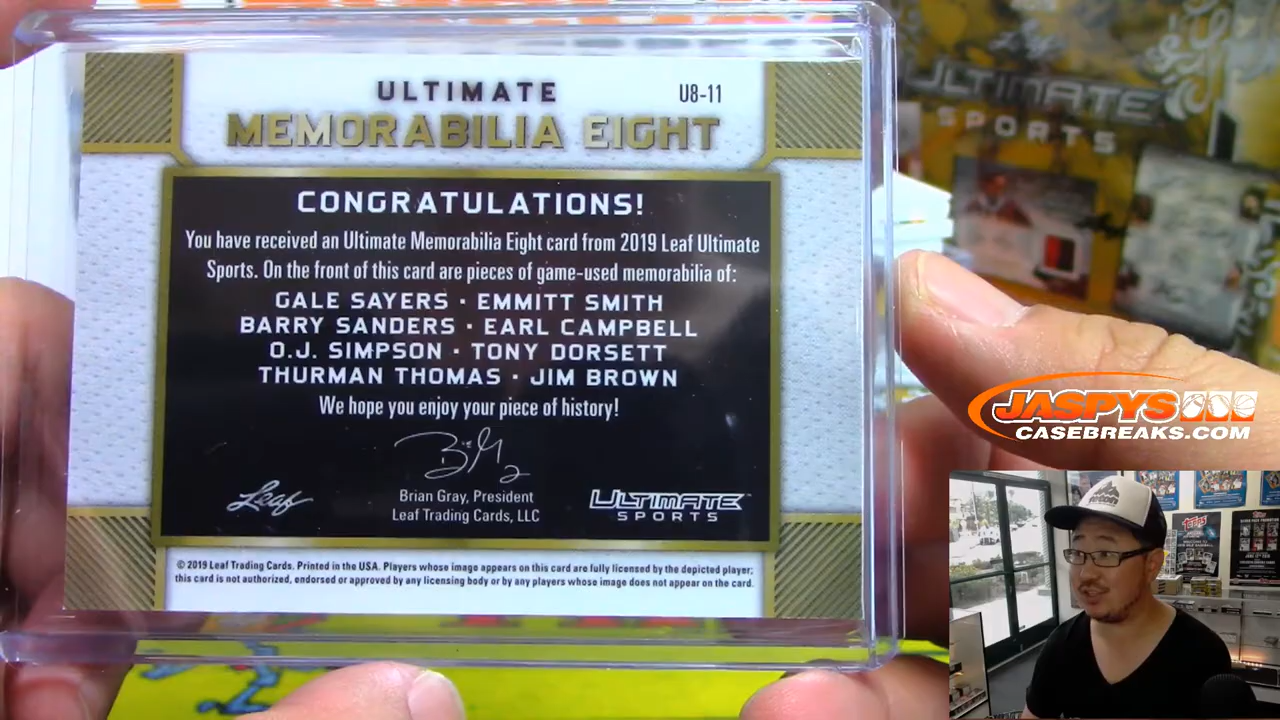 ULTIMATE
U8-11
MEMORABILIA EIGHT
CONGRATULATIONS!
You have received an Ultimate Memorabilia Eight card from 2019 Leaf Ultimate
Sports. On the front of this card are pieces of game-used memorabilia of:
GALE SAYERS · EMMITT SMITH
BARRY SANDERS · EARL CAMPBELL
O.J. SIMPSON · TONY DORSETT
THURMAN THOMAS · JIM BROWN
We hope you enjoy your piece of history!
Brian Gray, President
Leaf Trading Cards, LLC
Leaf
ULTIMATE
SPORTS
© 2019 Leaf Trading Cards. Printed in the USA. Players whose image appears on this card are fully licensed by the depicted player;
this card is not authorized, endorsed or approved by any licensing body or by any players whose image does not appear on the card.
ULTIMATE
SPORTS
JASPYS
CASEBREAKS.COM